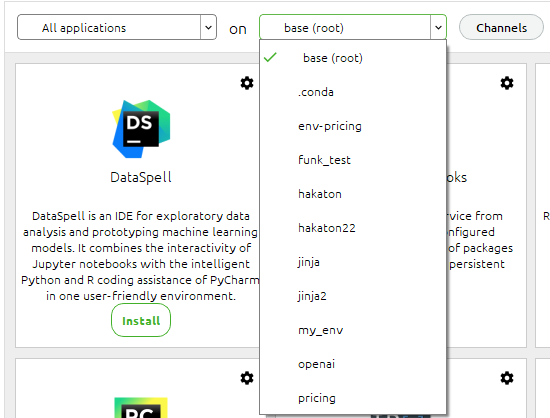 All applications
on
base (root)
Channels
base (root)
.conda
env-pricing
funk_test
hakaton
hakaton22
jinja
jinja2
my_env
openai
pricing
DS
DataSpell
DataSpell is an IDE for exploratory data
analysis and prototyping machine learning
models. It combines the interactivity of
Jupyter notebooks with the intelligent
Python and R coding assistance of PyCharm
in one user-friendly environment.
Install
oks
vice from
nfigured
of packages
persistent